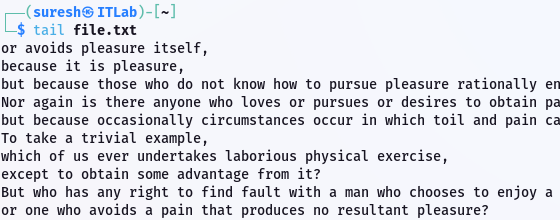 ┌──(suresh㉿ITLab)-[~]
└─$ tail file.txt
or avoids pleasure itself,
because it is pleasure,
but because those who do not know how to pursue pleasure rationally en
Nor again is there anyone who loves or pursues or desires to obtain pa
but because occasionally circumstances occur in which toil and pain ca
To take a trivial example,
which of us ever undertakes laborious physical exercise,
except to obtain some advantage from it?
But who has any right to find fault with a man who chooses to enjoy a
or one who avoids a pain that produces no resultant pleasure?